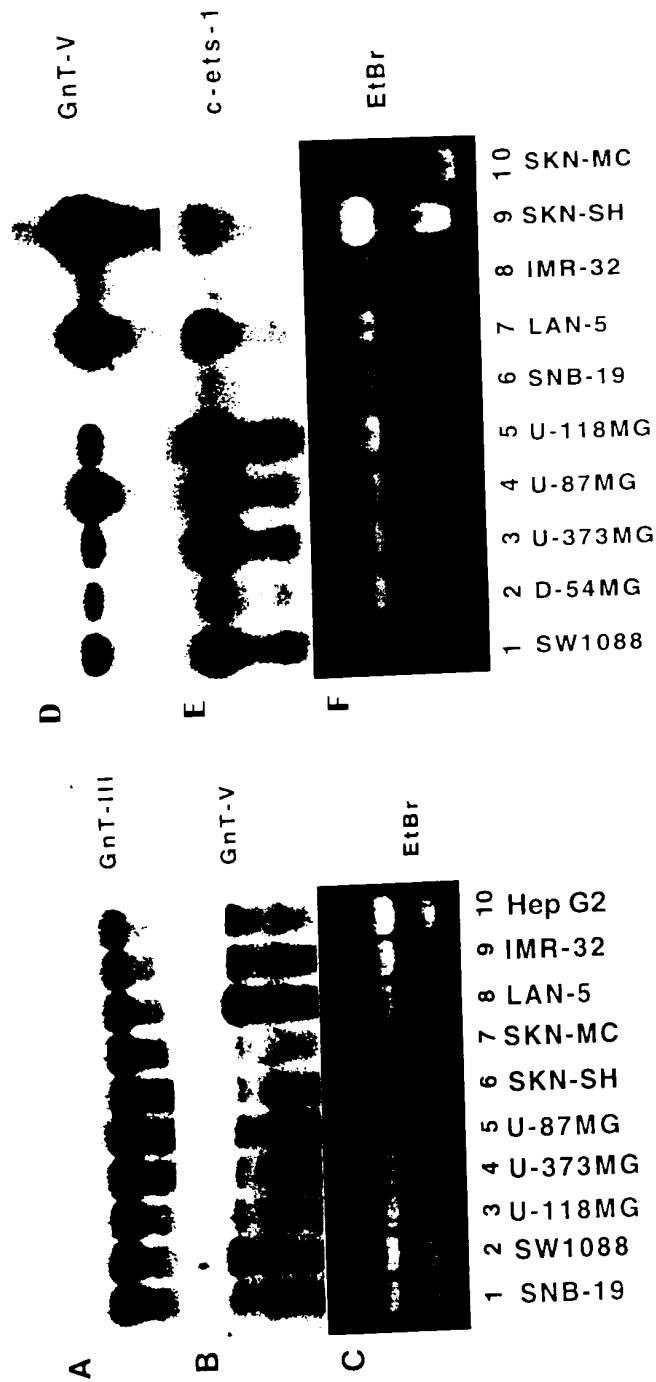 A
GnT-III
B
GnT-V
C
EtBr
1 SNB-19
2 SW1088
3 U-118MG
4 U-373MG
5 U-87MG
6 SKN-SH
7 SKN-MC
8 LAN-5
9 IMR-32
10 Hep G2
D
GnT-V
E
c-ets-1
F
EtBr
1 SW1088
2 D-54MG
3 U-373MG
4 U-87MG
5 U-118MG
6 SNB-19
7 LAN-5
8 IMR-32
9 SKN-SH
10 SKN-MC